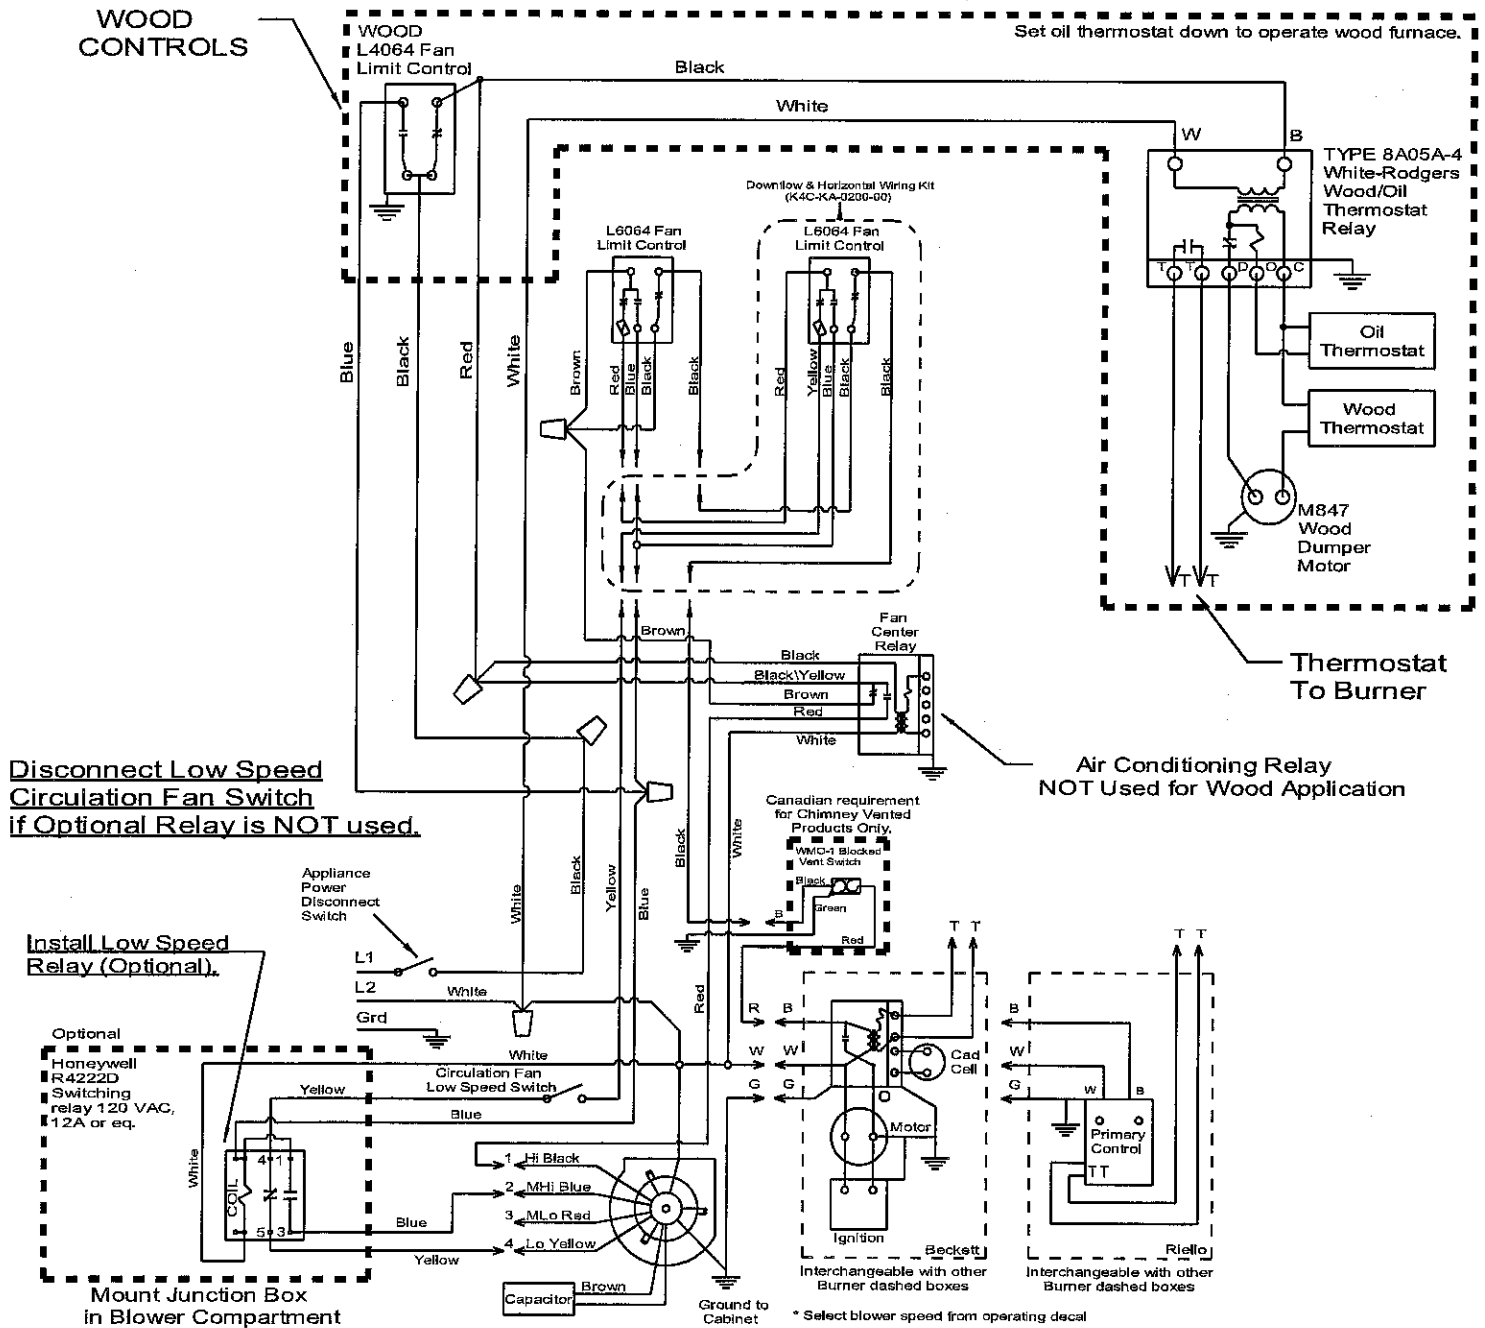 WOOD
CONTROLS
WOOD
L4064 Fan
Limit Control
Set oil thermostat down to operate wood furnace.
Black
White
W
B
TYPE 8A05A-4
White-Rodgers
Wood/Oil
Thermostat
Relay
T
T
D
O
C
Downflow & Horizontal Wiring Kit
(K4C-KA-0200-00)
L6064 Fan
Limit Control
L6064 Fan
Limit Control
Oil
Thermostat
Wood
Thermostat
M847
Wood
Dumper
Motor
T
T
Thermostat
To Burner
Blue
Black
Red
White
Brown
Red
Blue
Black
Black
Red
Yellow
Blue
Black
Black
Brown
Fan
Center
Relay
Black
Black\Yellow
Brown
Red
White
Air Conditioning Relay
NOT Used for Wood Application
Disconnect Low Speed
Circulation Fan Switch
if Optional Relay is NOT used.
Canadian requirement
for Chimney Vented
Products Only.
WMO-1 Blocked
Vent Switch
Black
Green
Red
B
Appliance
Power
Disconnect
Switch
Black
White
Yellow
Blue
Black
White
Red
Install Low Speed
Relay (Optional).
L1
L2
White
Grd
Optional
Honeywell
R4222D
Switching
relay 120 VAC,
12A or eq.
White
Circulation Fan
Low Speed Switch
Yellow
Blue
White
COIL
4
1
5
3
Blue
Yellow
1
Hi Black
2
MHi Blue
3
MLo Red
4
Lo Yellow
Capacitor
Brown
Ground to
Cabinet
Mount Junction Box
in Blower Compartment
R
B
W
W
G
G
T
T
Cad
Cell
Motor
Ignition
Beckett
Interchangeable with other
Burner dashed boxes
B
W
G
T
T
W
B
Primary
Control
TT
Riello
Interchangeable with other
Burner dashed boxes
* Select blower speed from operating decal